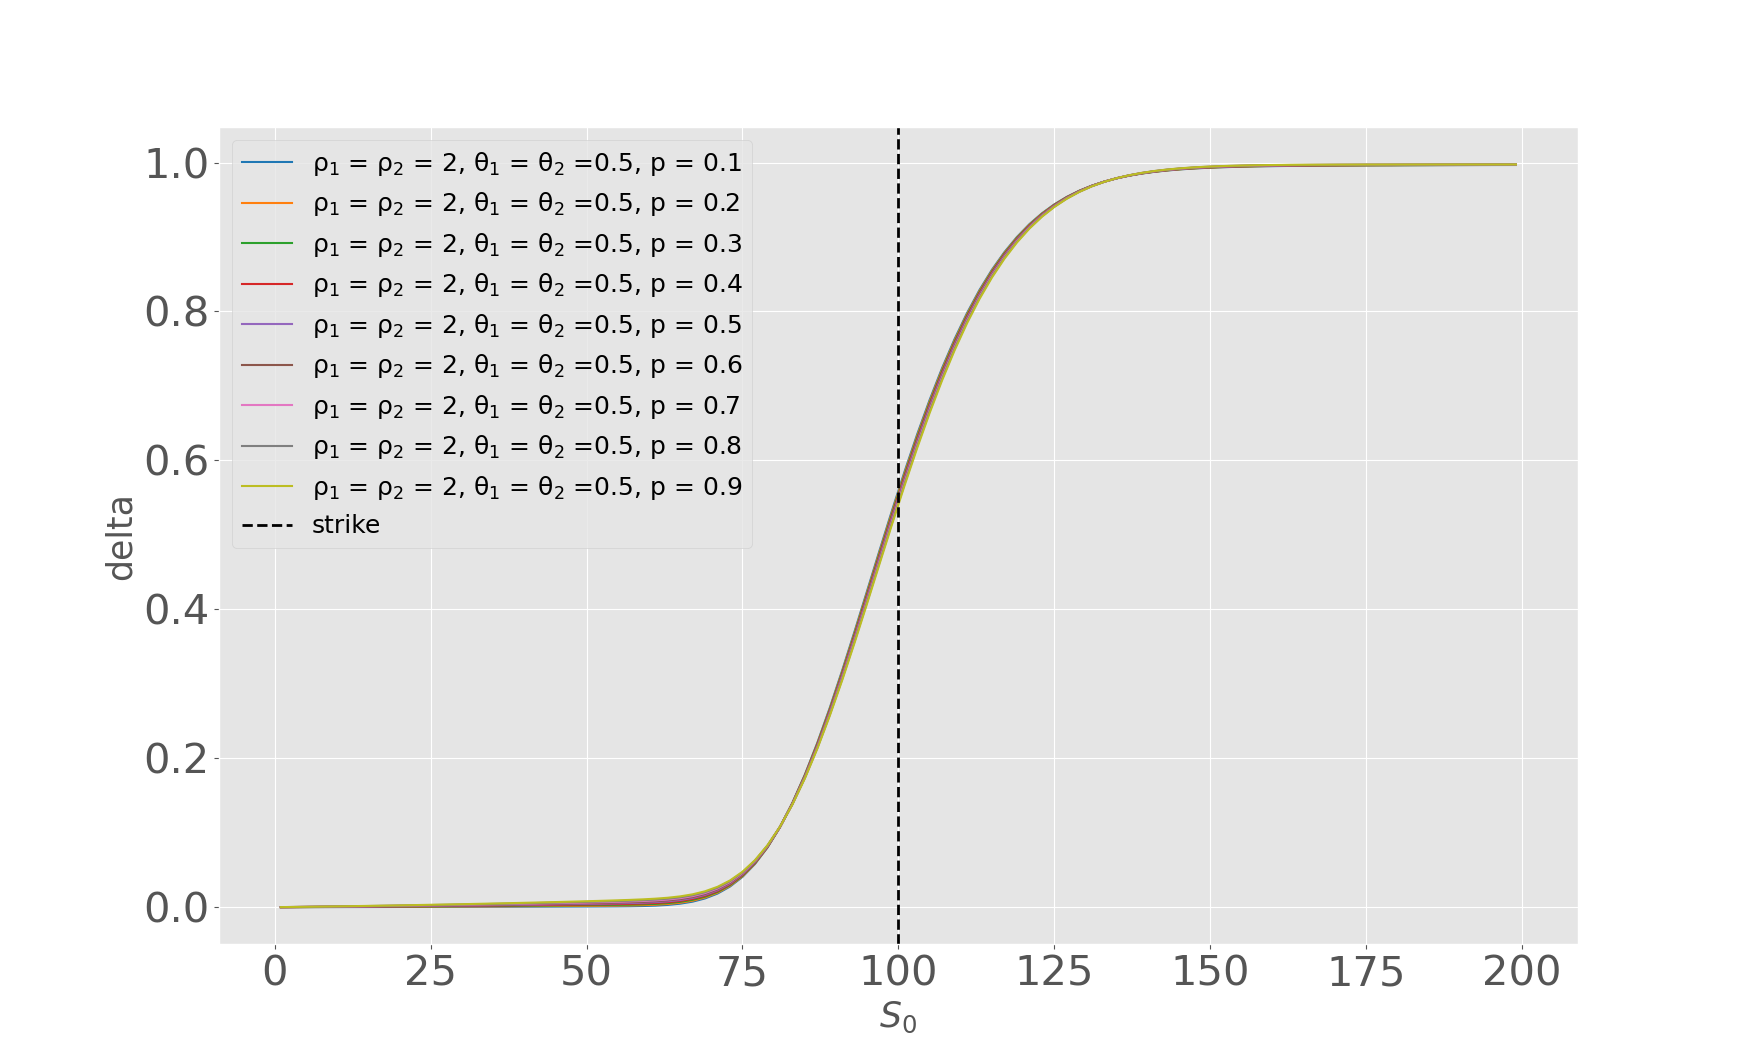 ρ₁ = ρ₂ = 2, θ₁ = θ₂ =0.5, p = 0.1
ρ₁ = ρ₂ = 2, θ₁ = θ₂ =0.5, p = 0.2
ρ₁ = ρ₂ = 2, θ₁ = θ₂ =0.5, p = 0.3
ρ₁ = ρ₂ = 2, θ₁ = θ₂ =0.5, p = 0.4
ρ₁ = ρ₂ = 2, θ₁ = θ₂ =0.5, p = 0.5
ρ₁ = ρ₂ = 2, θ₁ = θ₂ =0.5, p = 0.6
ρ₁ = ρ₂ = 2, θ₁ = θ₂ =0.5, p = 0.7
ρ₁ = ρ₂ = 2, θ₁ = θ₂ =0.5, p = 0.8
ρ₁ = ρ₂ = 2, θ₁ = θ₂ =0.5, p = 0.9
strike
1.0
0.8
0.6
0.4
0.2
0.0
delta
0 25 50 75 100 125 150 175 200
S₀